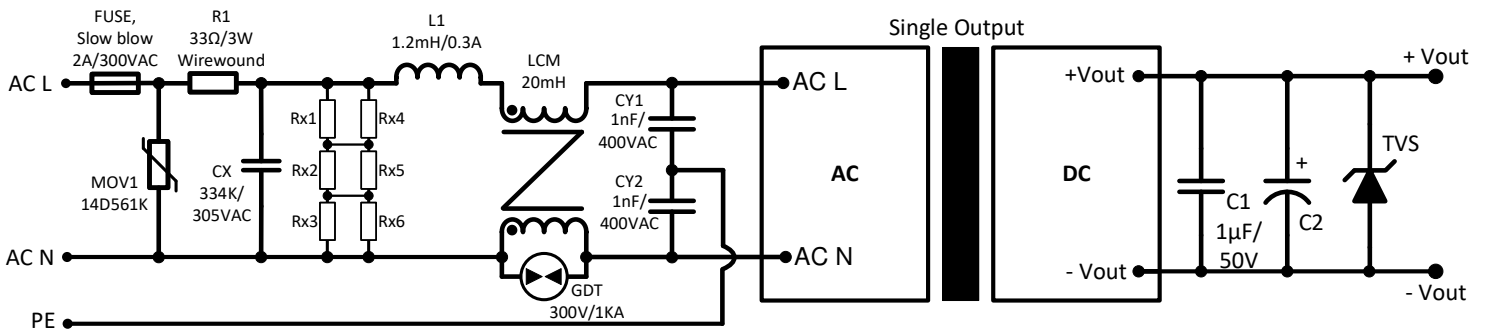 FUSE,
Slow blow
2A/300VAC
R1
33Ω/3W
Wirewound
L1
1.2mH/0.3A
LCM
20mH
Single Output
AC L
MOV1
14D561K
CX
334K/
305VAC
Rx1
Rx4
Rx2
Rx5
Rx3
Rx6
CY1
1nF/
400VAC
CY2
1nF/
400VAC
AC L
AC
AC N
+Vout
DC
- Vout
+ Vout
C1
1μF/
50V
+
C2
TVS
- Vout
AC N
GDT
300V/1KA
PE